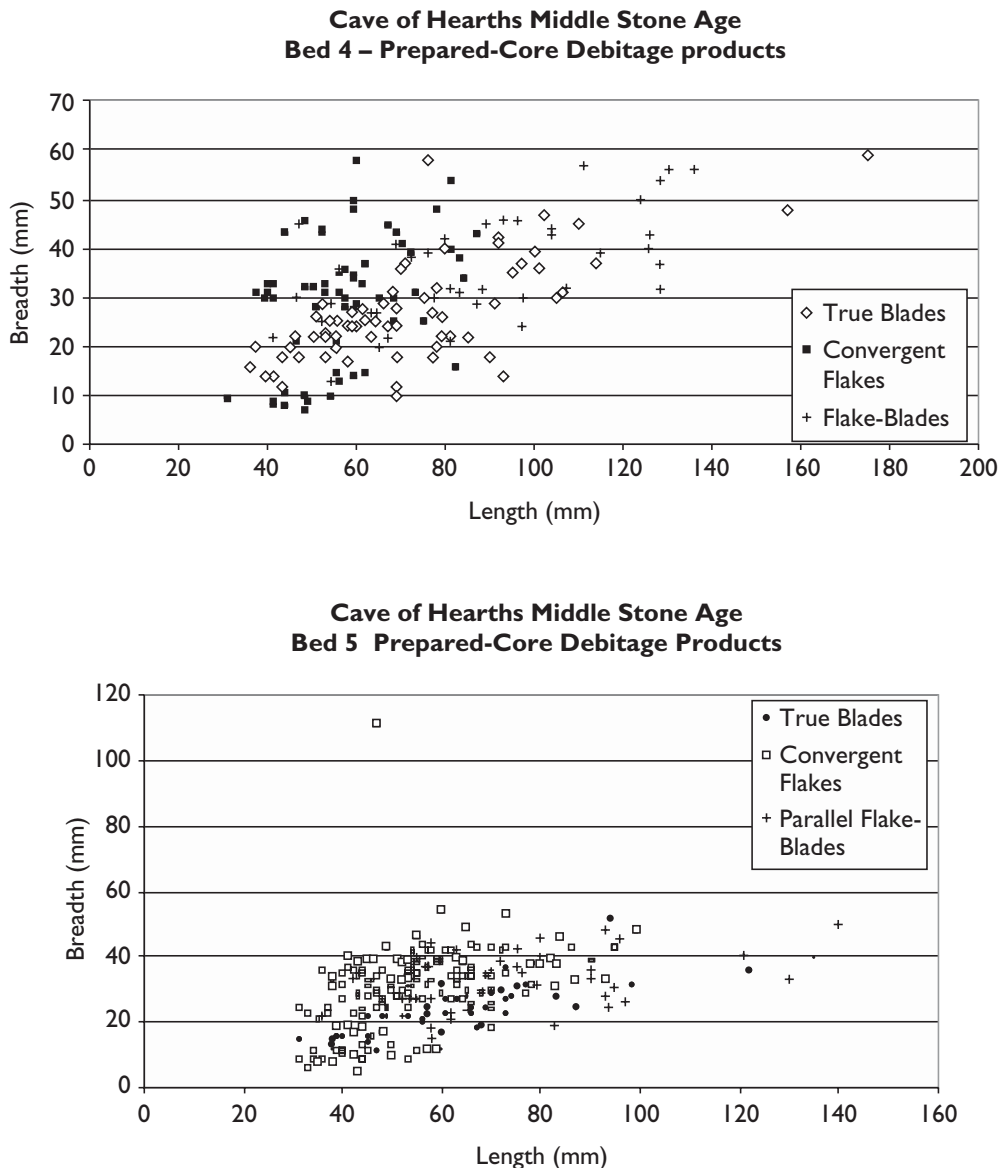 Cave of Hearths Middle Stone Age
Bed 4 – Prepared-Core Debitage products
70
60
50
40
30
20
10
0
Breadth (mm)
True Blades
Convergent
Flakes
Flake-Blades
0 20 40 60 80 100 120 140 160 180 200
Length (mm)
Cave of Hearths Middle Stone Age
Bed 5 Prepared-Core Debitage Products
120
100
80
60
40
20
0
Breadth (mm)
True Blades
Convergent
Flakes
Parallel Flake-
Blades
0 20 40 60 80 100 120 140 160
Length (mm)